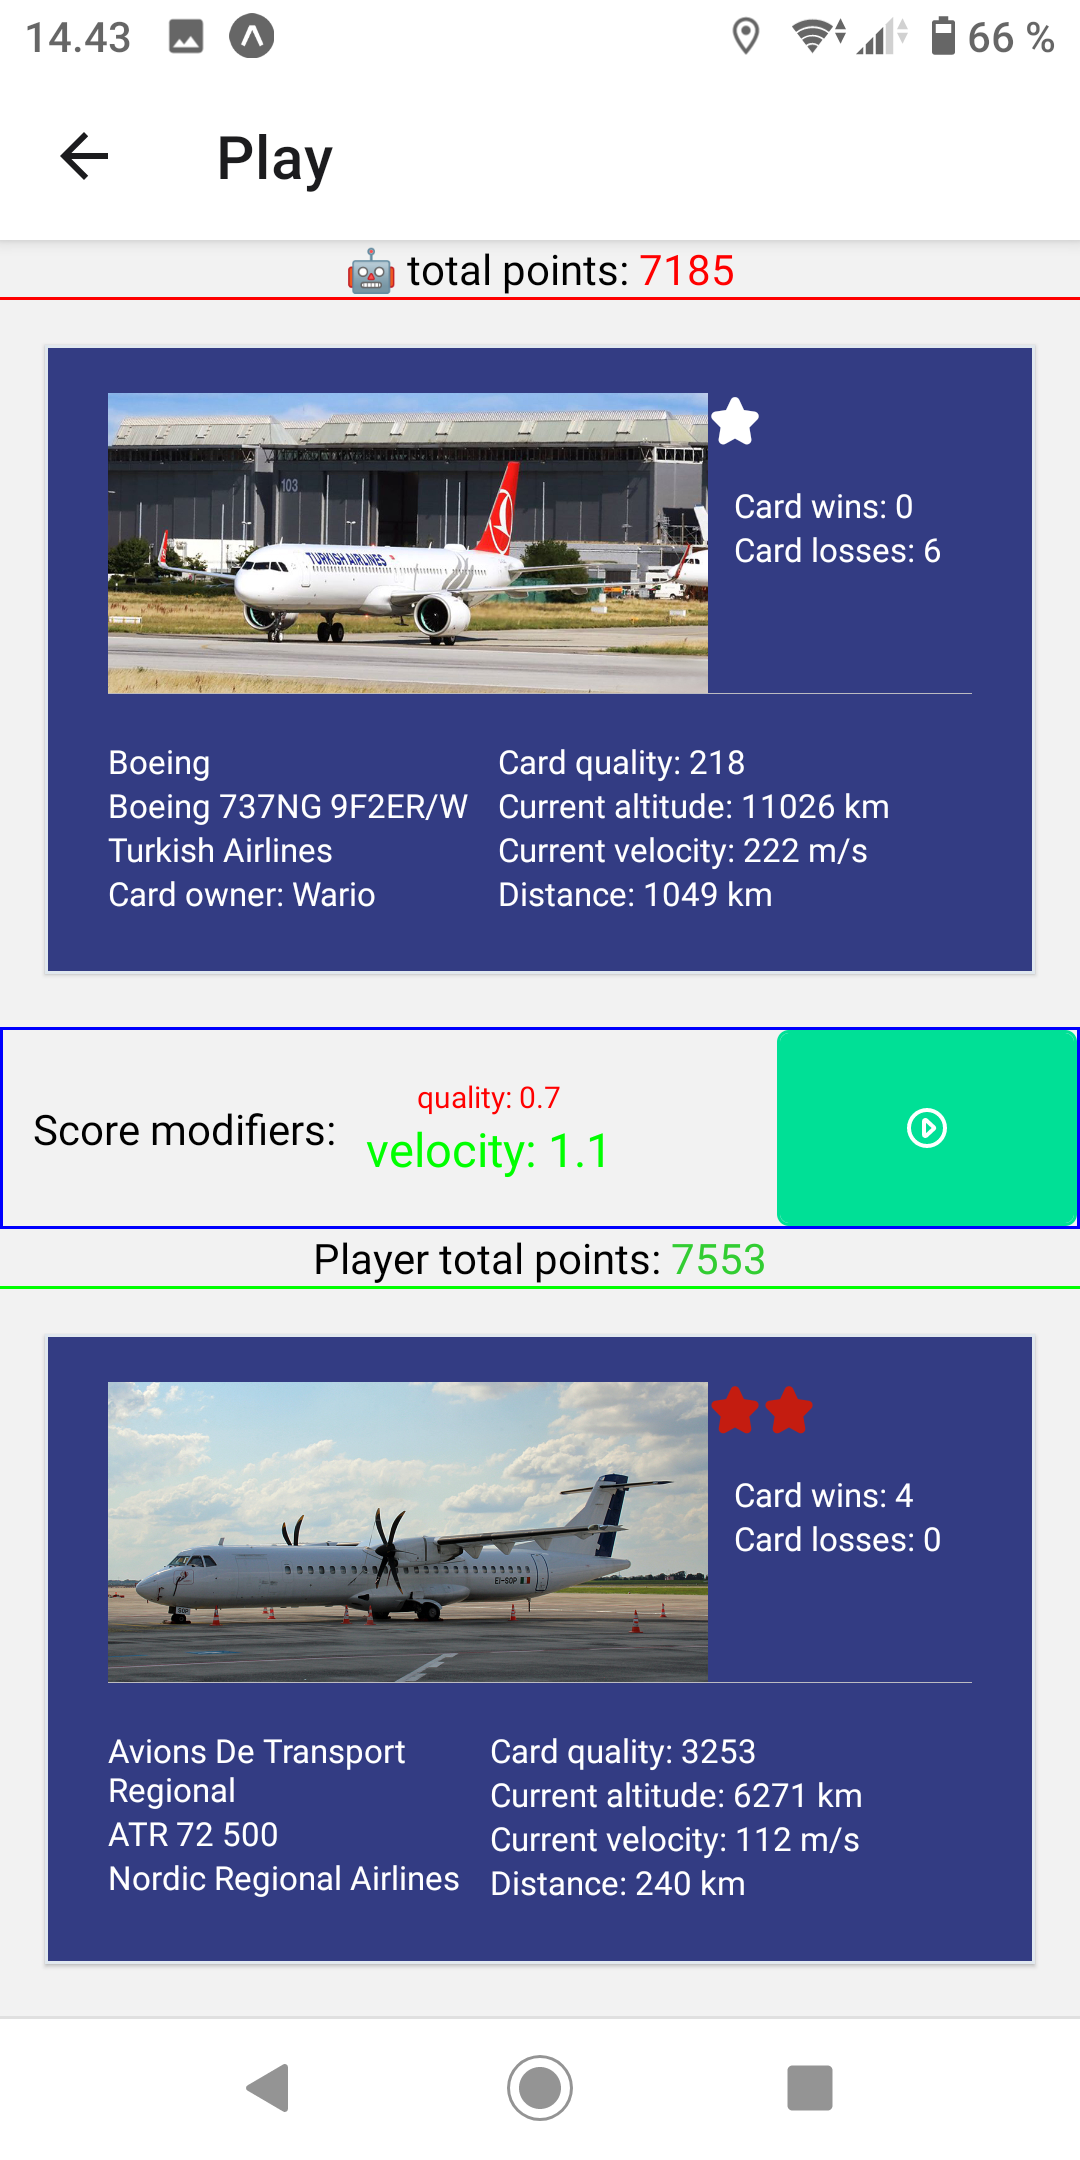 14.43
66 %
Play
total points: 7185
103
TURKISH AIRLINES
Card wins: 0
Card losses: 6
Boeing
Boeing 737NG 9F2ER/W
Turkish Airlines
Card owner: Wario
Card quality: 218
Current altitude: 11026 km
Current velocity: 222 m/s
Distance: 1049 km
Score modifiers:
quality: 0.7
velocity: 1.1
Player total points: 7553
EI-SOP
Card wins: 4
Card losses: 0
Avions De Transport
Regional
ATR 72 500
Nordic Regional Airlines
Card quality: 3253
Current altitude: 6271 km
Current velocity: 112 m/s
Distance: 240 km